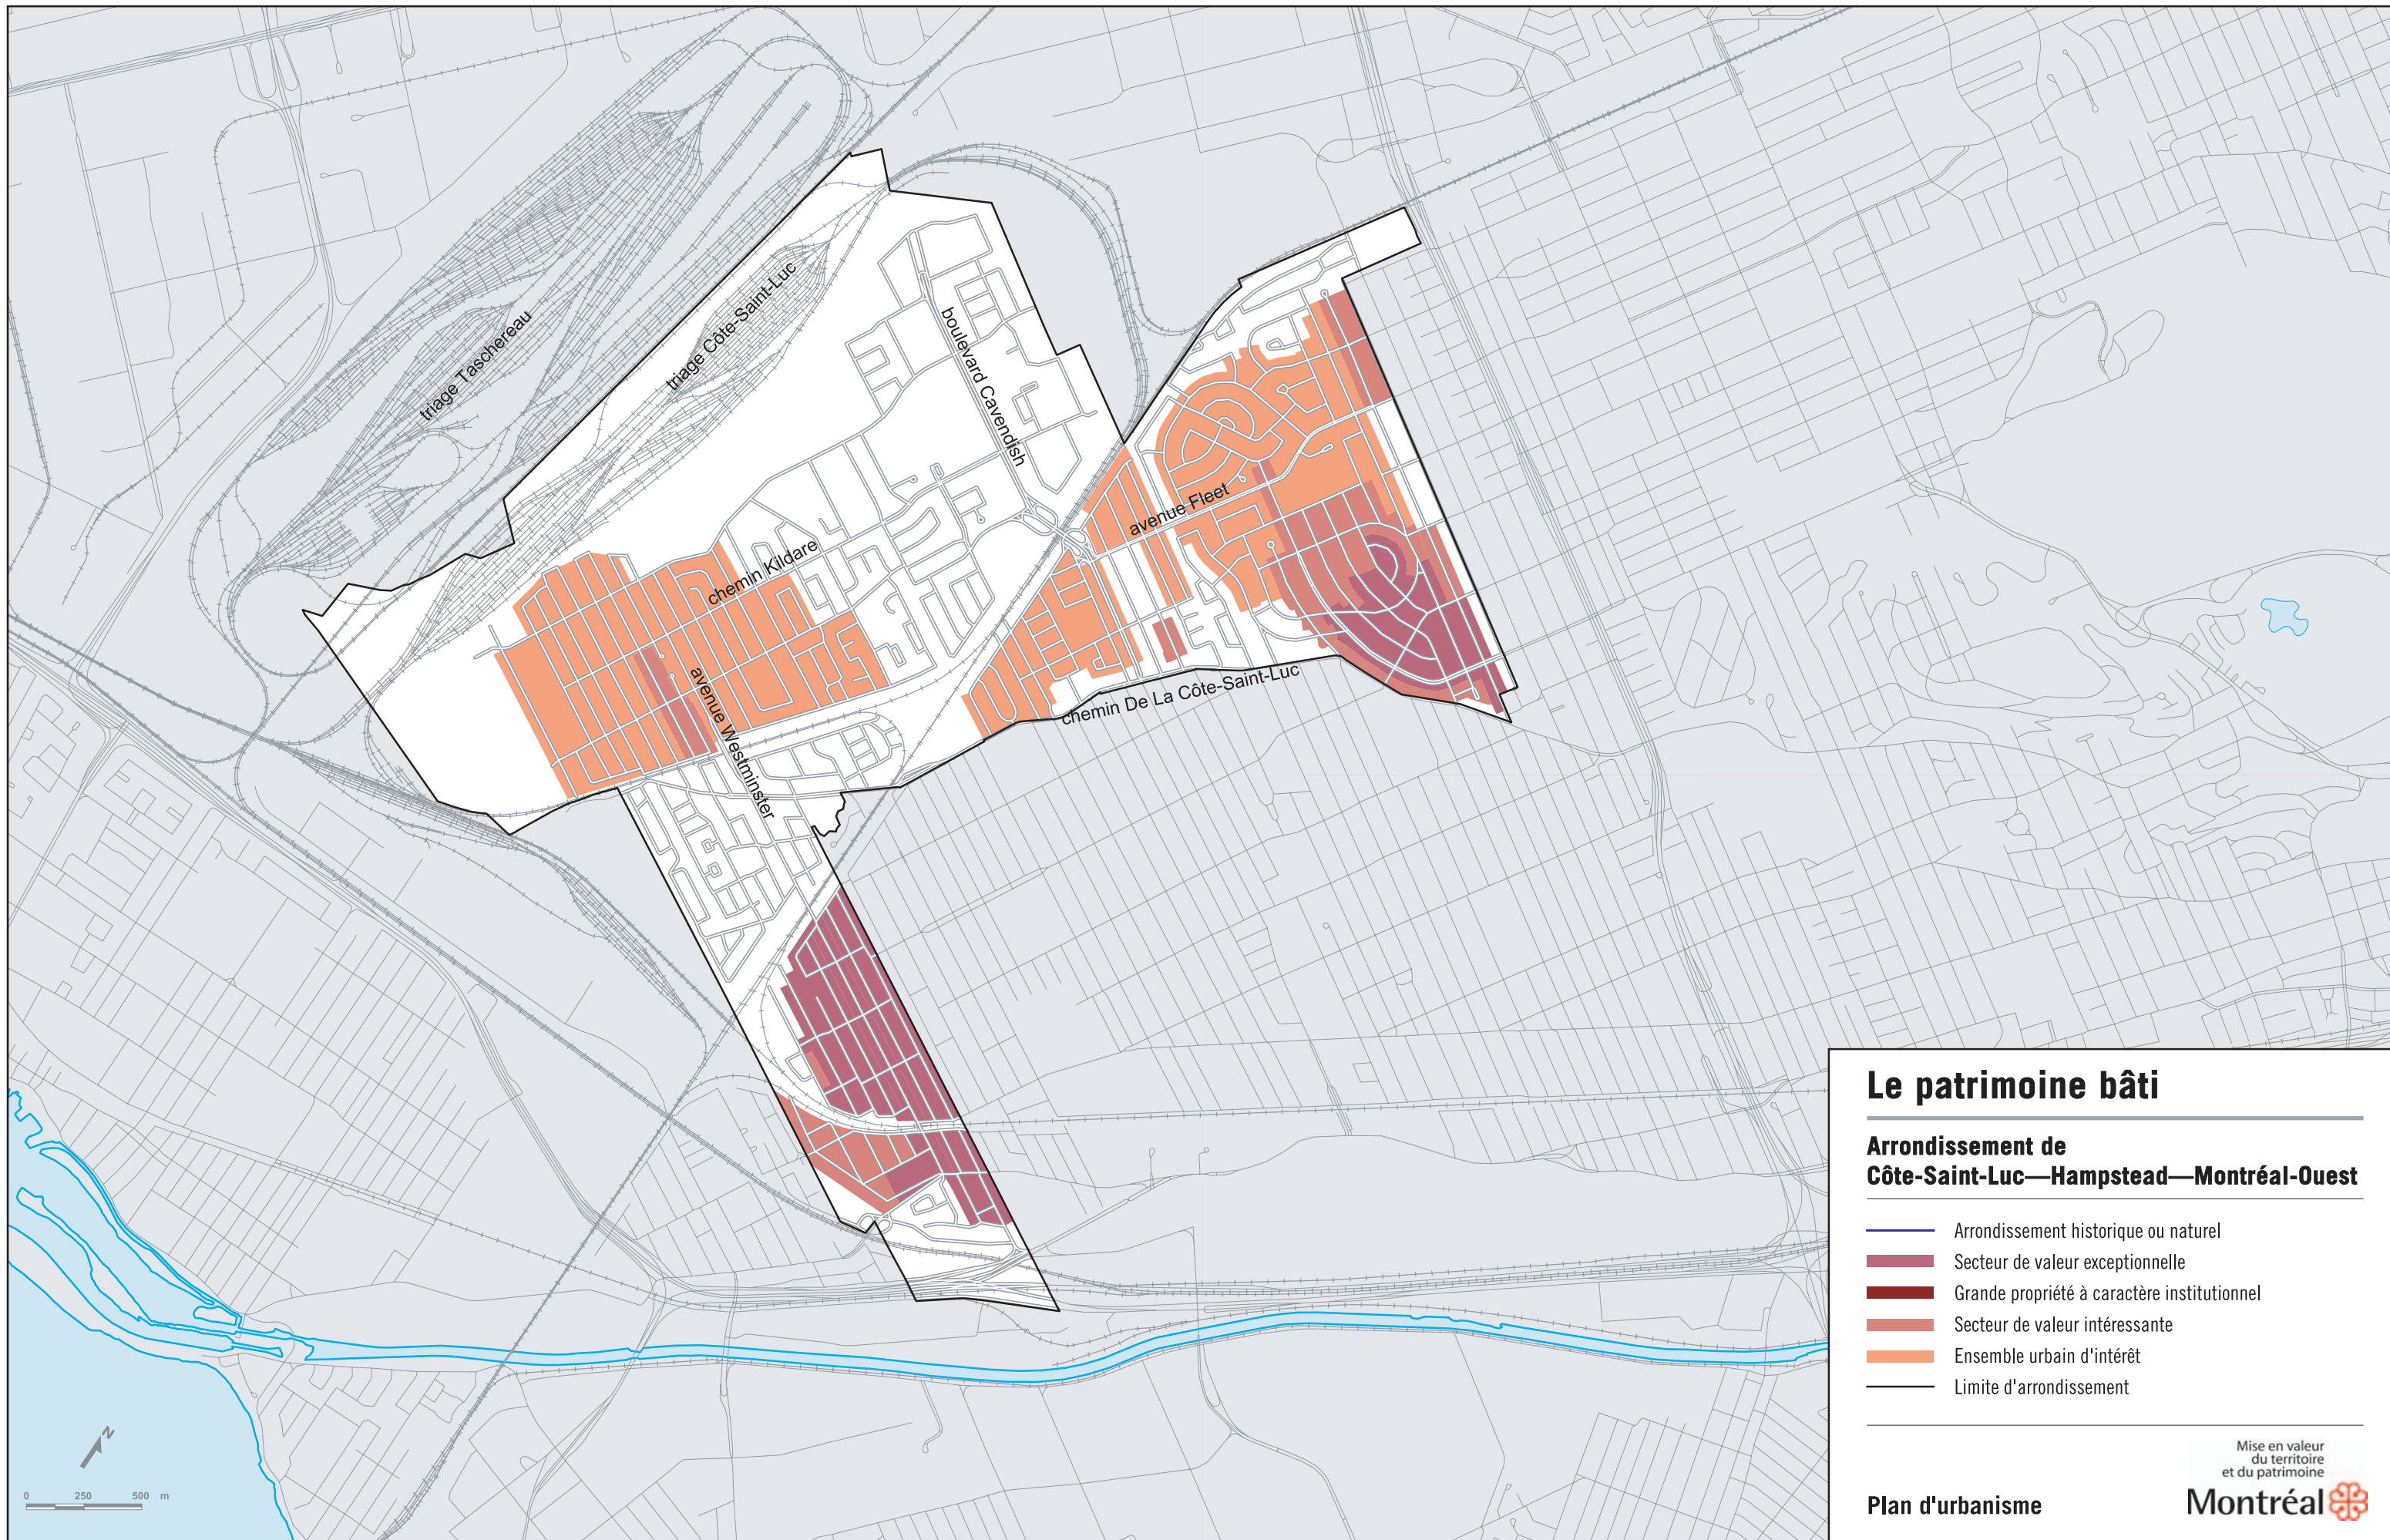 triage Taschereau
triage Côte-Saint-Luc
boulevard Cavendish
avenue Fleet
chemin Kildare
avenue Westminster
chemin De La Côte-Saint-Luc
N
0 250 500 m
Le patrimoine bâti
Arrondissement de
Côte-Saint-Luc—Hampstead—Montréal-Ouest
Arrondissement historique ou naturel
Secteur de valeur exceptionnelle
Grande propriété à caractère institutionnel
Secteur de valeur intéressante
Ensemble urbain d'intérêt
Limite d'arrondissement
Mise en valeur
du territoire
et du patrimoine
Plan d'urbanisme
Montréal